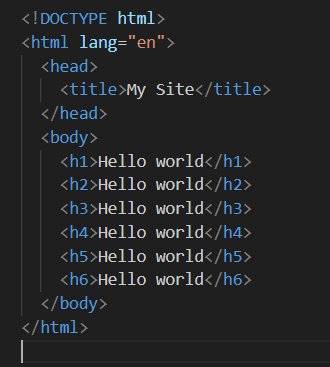 <!DOCTYPE html>
<html lang="en">
<head>
<title>My Site</title>
</head>
<body>
<h1>Hello world</h1>
<h2>Hello world</h2>
<h3>Hello world</h3>
<h4>Hello world</h4>
<h5>Hello world</h5>
<h6>Hello world</h6>
</body>
</html>